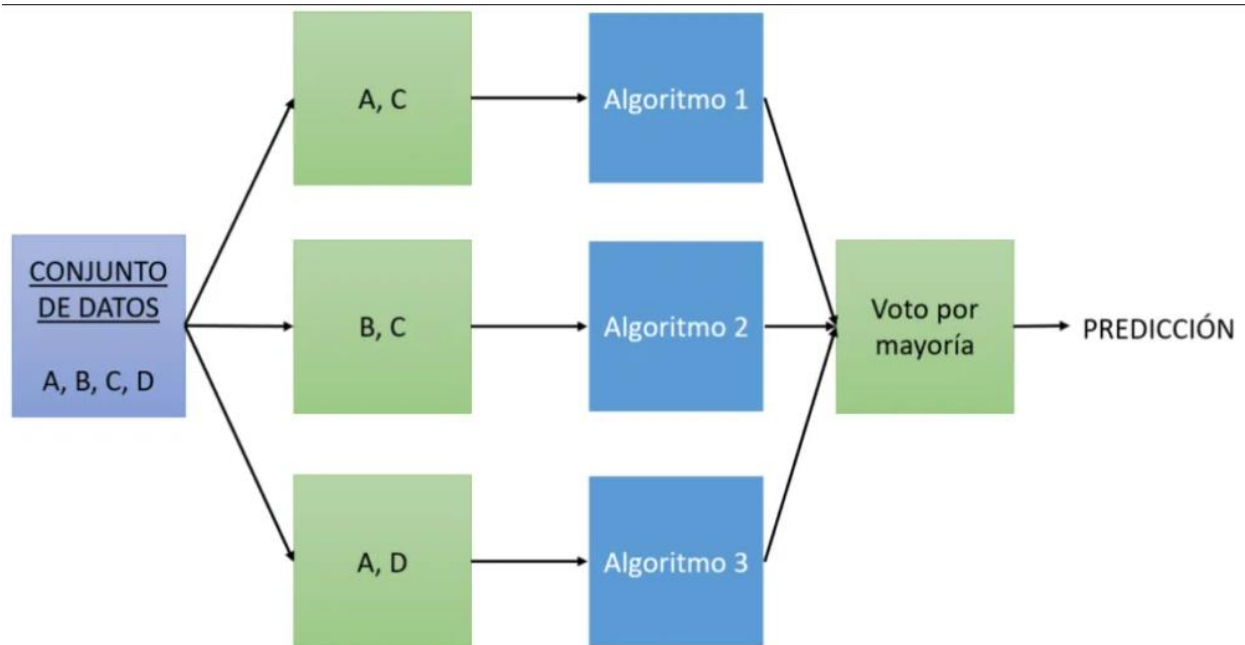 CONJUNTO
DE DATOS
A, B, C, D
A, C
Algoritmo 1
B, C
Algoritmo 2
A, D
Algoritmo 3
Voto por
mayoría
PREDICCIÓN